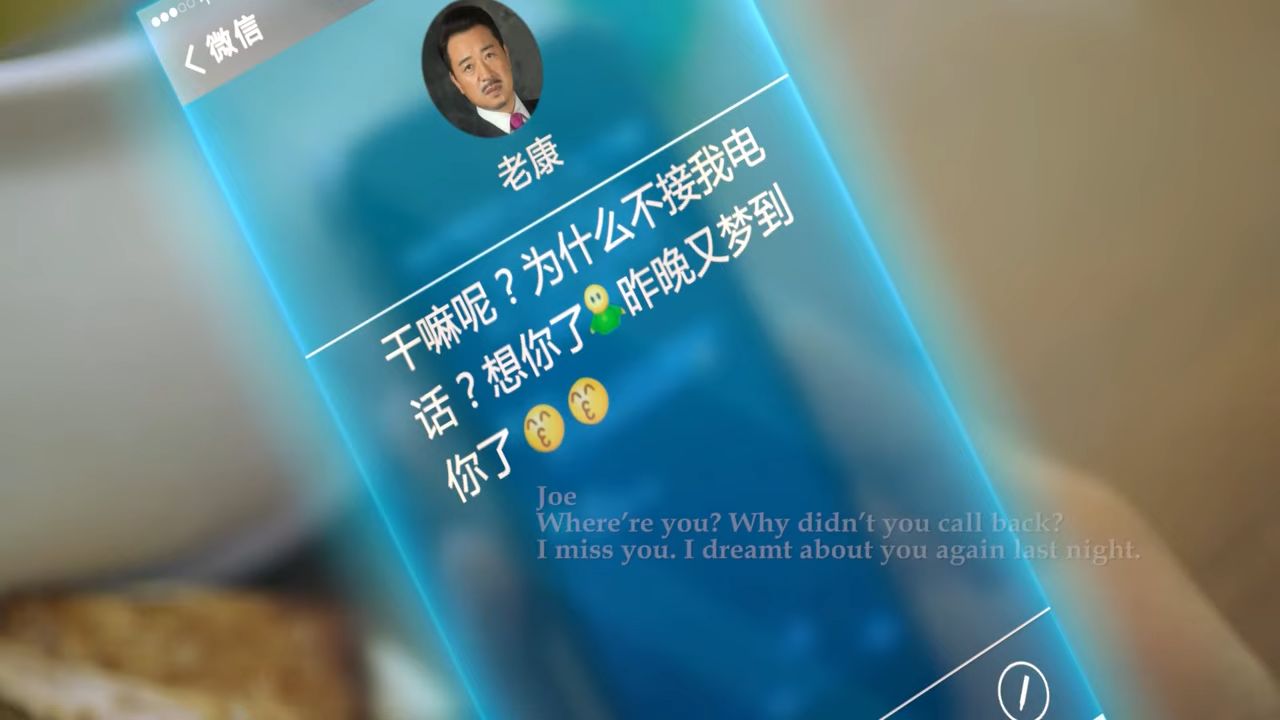 微信
老康
干嘛呢？为什么不接我电
话？想你了昨晚又梦到
你了
Joe
Where're you? Why didn't you call back?
I miss you. I dreamt about you again last night.